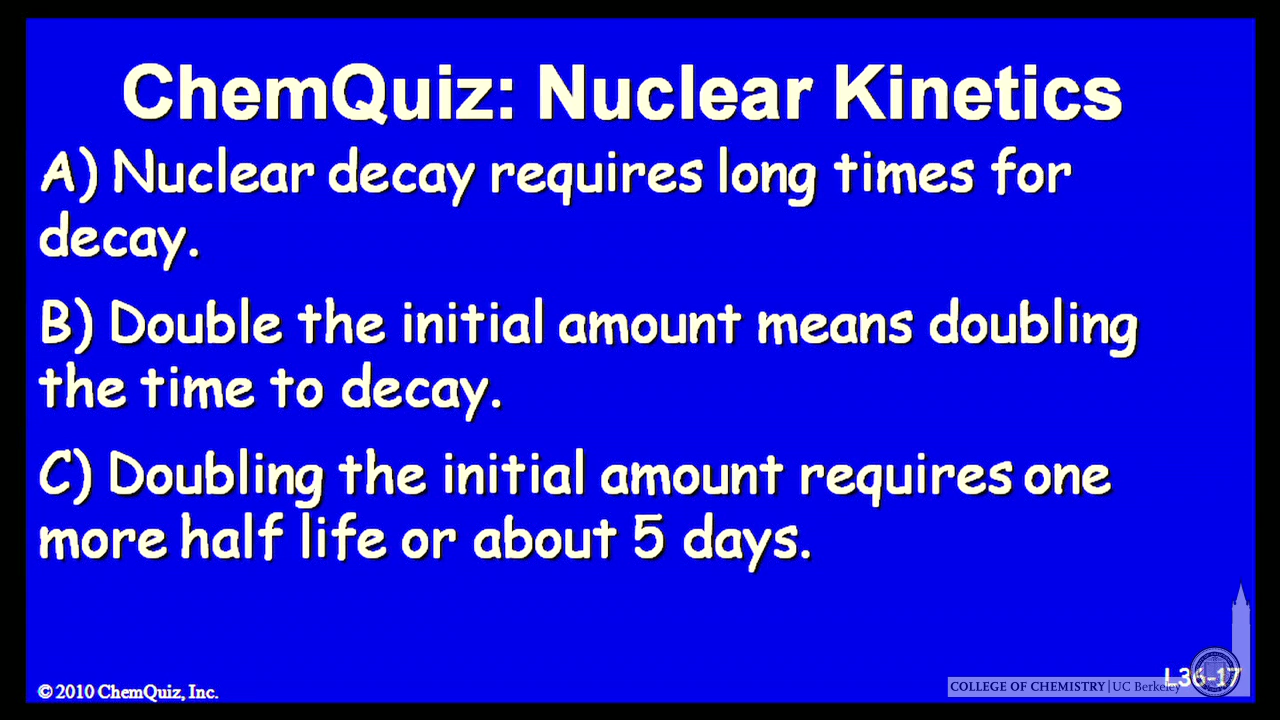 ChemQuiz: Nuclear Kinetics
A) Nuclear decay requires long times for
decay.
B) Double the initial amount means doubling
the time to decay.
C) Doubling the initial amount requires one
more half life or about 5 days.
© 2010 ChemQuiz, Inc.
L36-17
COLLEGE OF CHEMISTRY | UC Berkeley